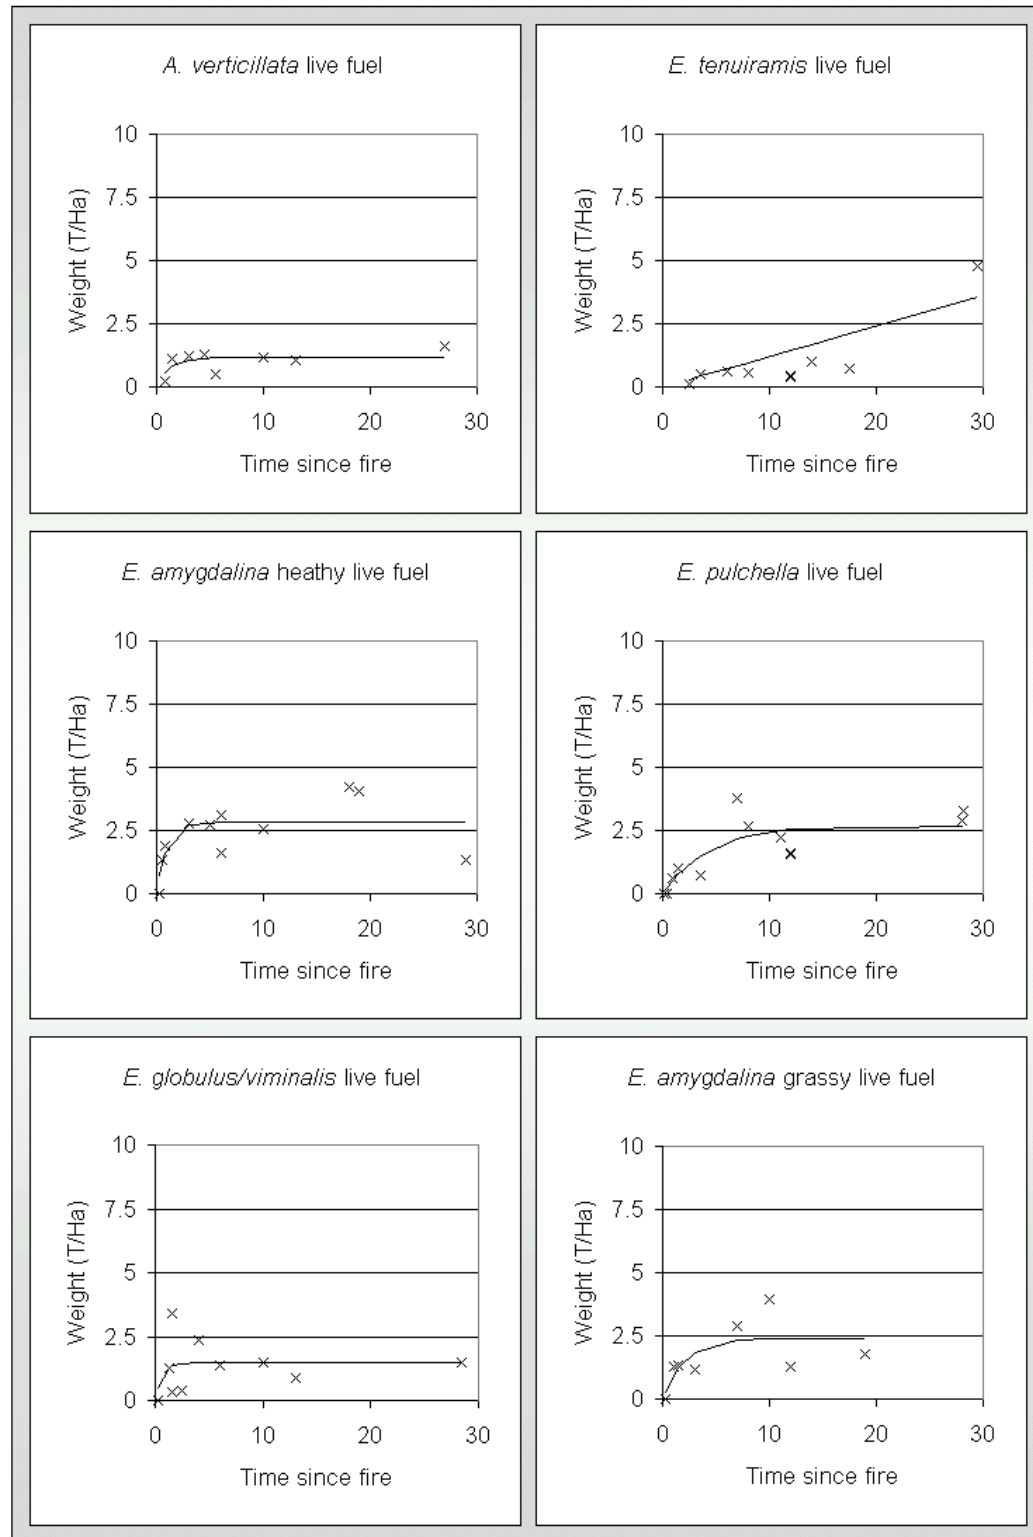 A. verticillata live fuel
10
7.5
5
2.5
0
0 10 20 30
Weight (T/Ha)
Time since fire
E. tenuiramis live fuel
10
7.5
5
2.5
0
0 10 20 30
Weight (T/Ha)
Time since fire
E. amygdalina heathy live fuel
10
7.5
5
2.5
0
0 10 20 30
Weight (T/Ha)
Time since fire
E. pulchella live fuel
10
7.5
5
2.5
0
0 10 20 30
Weight (T/Ha)
Time since fire
E. globulus/viminalis live fuel
10
7.5
5
2.5
0
0 10 20 30
Weight (T/Ha)
Time since fire
E. amygdalina grassy live fuel
10
7.5
5
2.5
0
0 10 20 30
Weight (T/Ha)
Time since fire